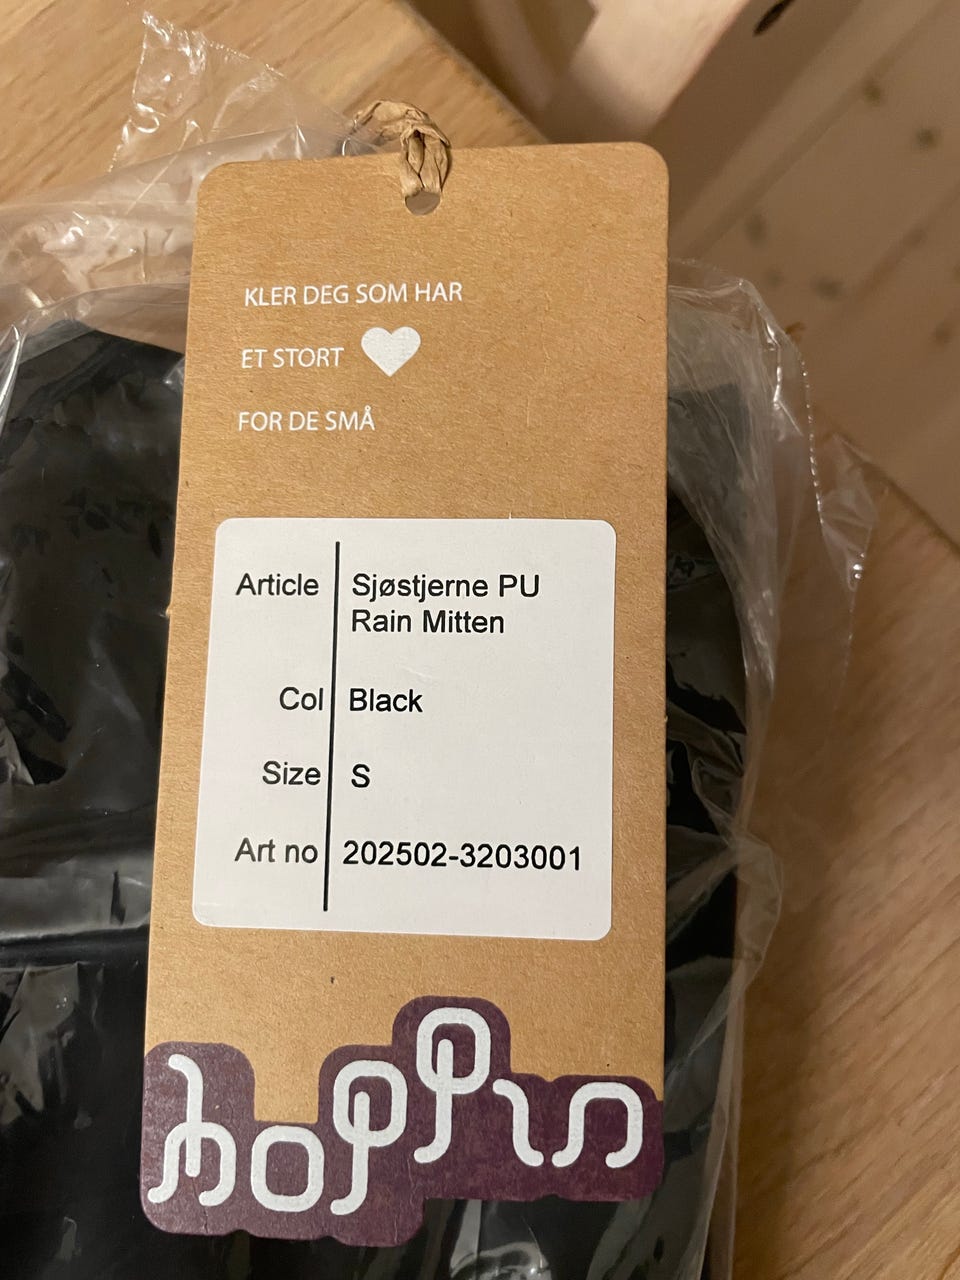 KLER DEG SOM HAR
ET STORT
FOR DE SMÅ
Article Sjøstjerne PU
Rain Mitten
Col Black
Size S
Art no 202502-3203001
hoppin